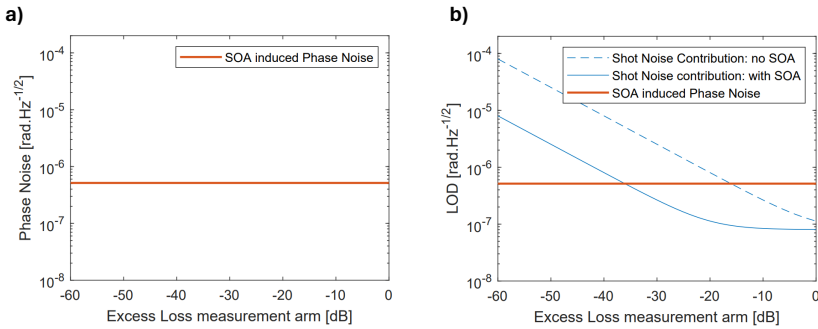 a)
SOA induced Phase Noise
Phase Noise [rad.Hz^-1/2]
10^-4
10^-5
10^-6
10^-7
10^-8
-60 -50 -40 -30 -20 -10 0
Excess Loss measurement arm [dB]
b)
Shot Noise Contribution: no SOA
Shot Noise contribution: with SOA
SOA induced Phase Noise
LOD [rad.Hz^-1/2]
10^-4
10^-5
10^-6
10^-7
10^-8
-60 -50 -40 -30 -20 -10 0
Excess Loss measurement arm [dB]